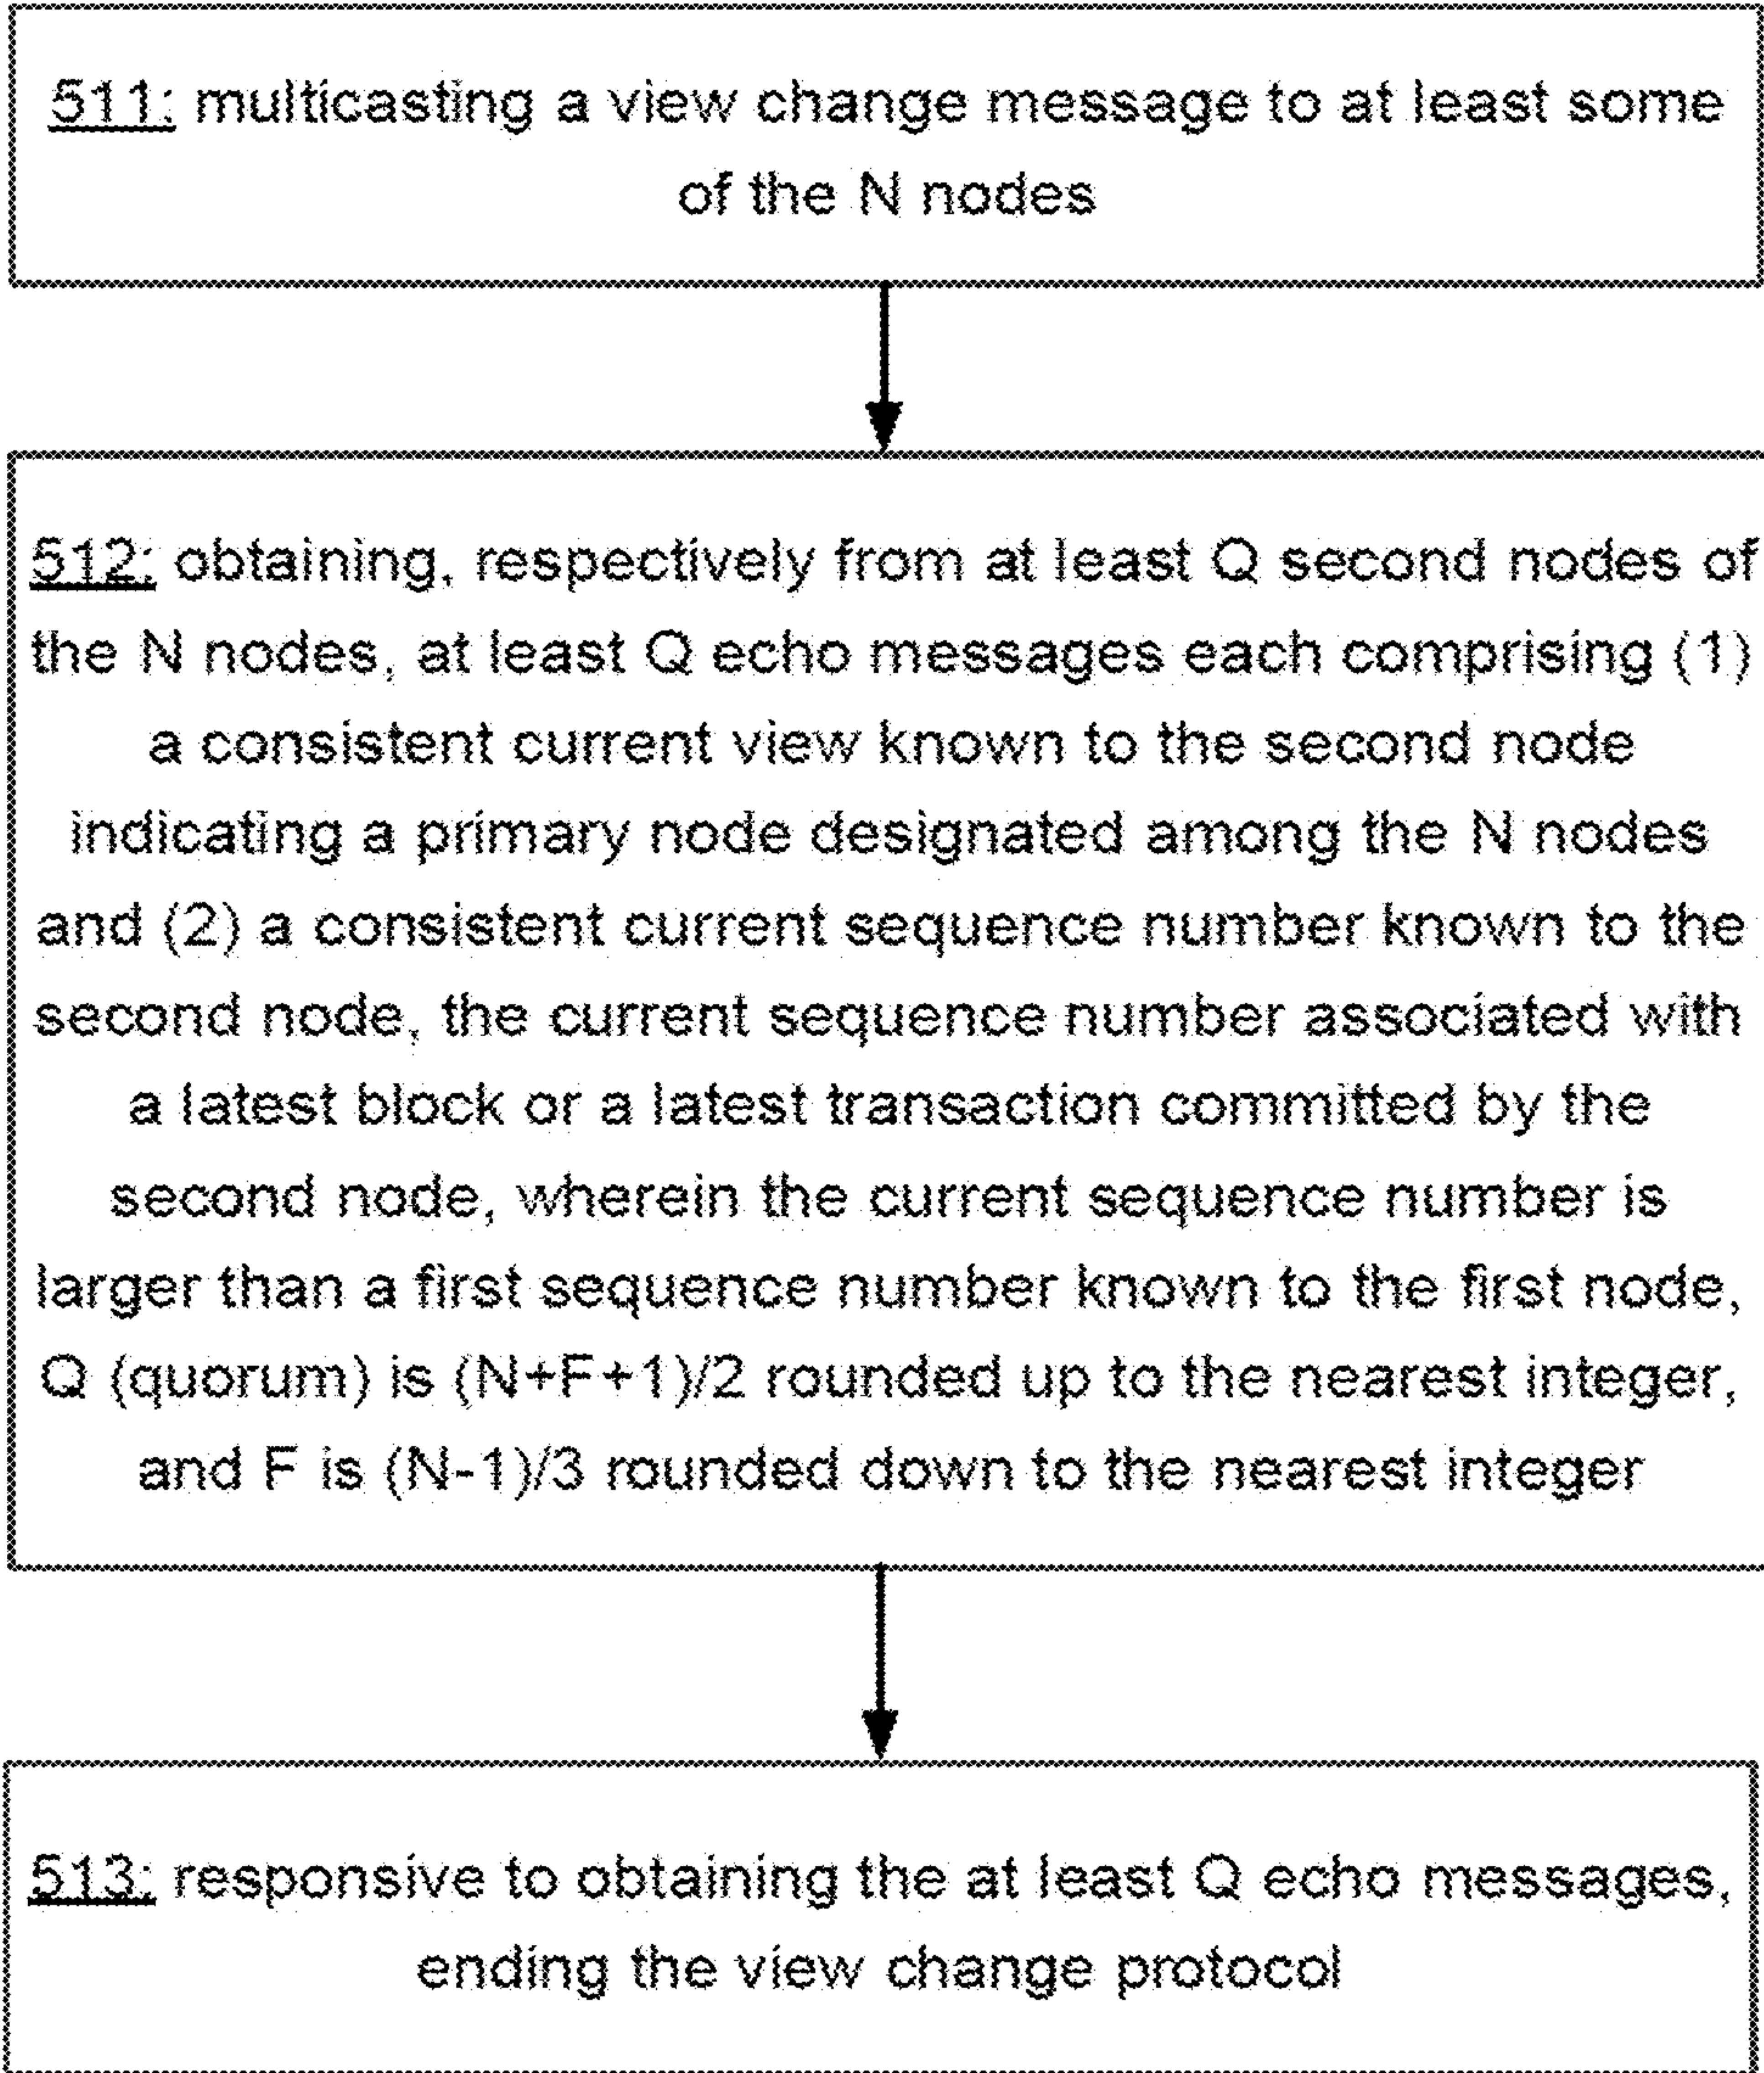 511: multicasting a view change message to at least some
of the N nodes
512: obtaining, respectively from at least Q second nodes of
the N nodes, at least Q echo messages each comprising (1)
a consistent current view known to the second node
indicating a primary node designated among the N nodes
and (2) a consistent current sequence number known to the
second node, the current sequence number associated with
a latest block or a latest transaction committed by the
second node, wherein the current sequence number is
larger than a first sequence number known to the first node,
Q (quorum) is (N+F+1)/2 rounded up to the nearest integer,
and F is (N-1)/3 rounded down to the nearest integer
513: responsive to obtaining the at least Q echo messages,
ending the view change protocol